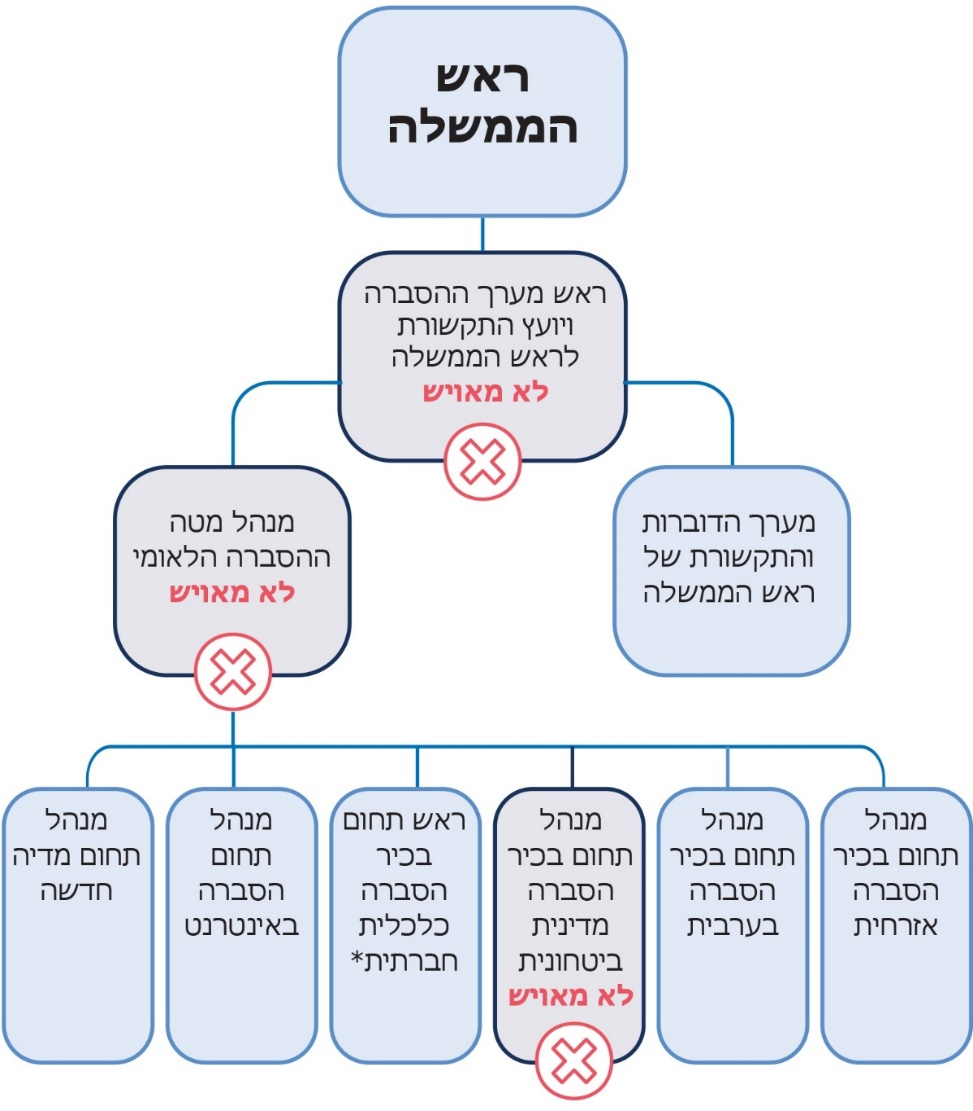 ראש
הממשלה
ראש מערך ההסברה
ויועץ התקשורת
לראש הממשלה
לא מאויש
מערך הדוברות
והתקשורת של
ראש הממשלה
מנהל מטה
ההסברה הלאומי
לא מאויש
מנהל
תחום בכיר
הסברה
אזרחית
מנהל
תחום בכיר
הסברה
בערבית
מנהל
תחום בכיר
הסברה
מדינית
ביטחונית
לא מאויש
ראש תחום
בכיר
הסברה
כלכלית
חברתית*
מנהל
תחום
הסברה
באינטרנט
מנהל
תחום מדיה
חדשה